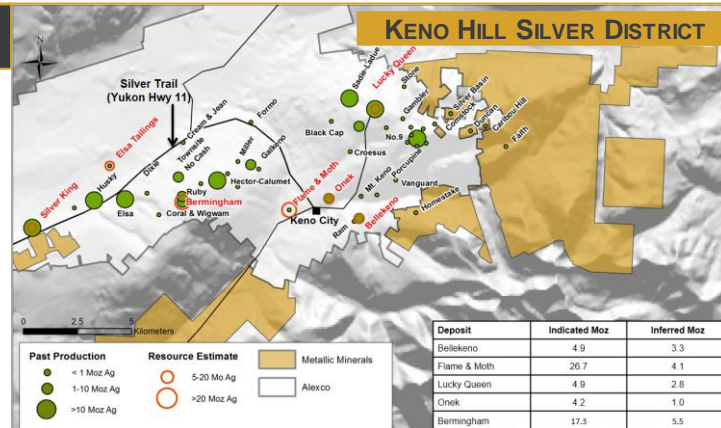 KENO HILL SILVER DISTRICT
N
Silver Trail
(Yukon Hwy 11)
Elsa Tailings
Silver King
Husky
Elsa
Dixie
Townsite
No Cash
Cream & Jean
Formo
Miller
Galkeno
Ruby
Bermingham
Coral & Wigwam
Hector-Calumet
Flame & Moth
Keno City
Onek
Ram
Bellekeno
Sadie-Ladue
Lucky Queen
Black Cap
Croesus
Stone
Gambler
No.9
Porcupine
Mt. Keno
Vanguard
Homestake
Comstock
Silver Basin
Duncan
Caribou Hill
Faith
0 2.5 5
Kilometers
Past Production
< 1 Moz Ag
1-10 Moz Ag
>10 Moz Ag
Resource Estimate
5-20 Mo Ag
>20 Moz Ag
Metallic Minerals
Alexco
Deposit Indicated Moz Inferred Moz
Bellekeno 4.9 3.3
Flame & Moth 26.7 4.1
Lucky Queen 4.9 2.8
Onek 4.2 1.0
Bermingham 17.3 5.5